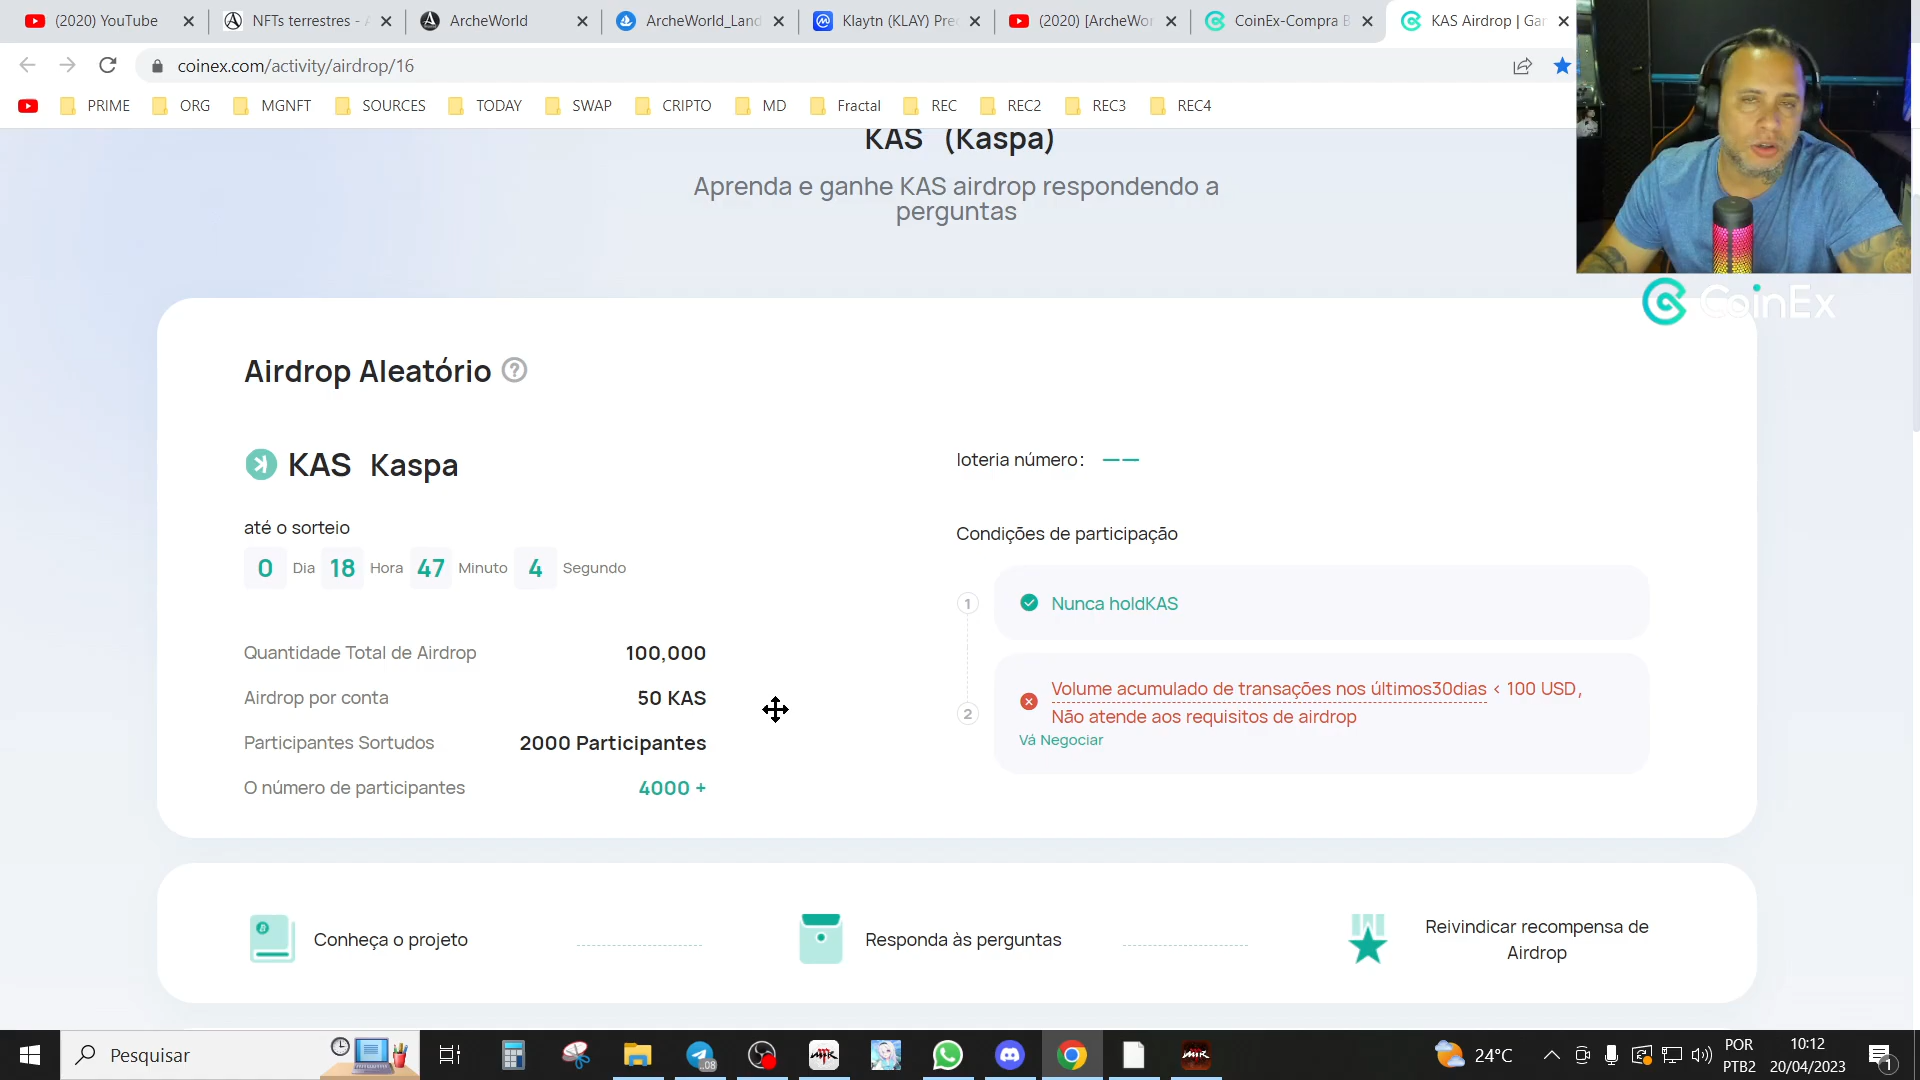 (2020) YouTube
NFTs terrestres -
ArcheWorld
ArcheWorld_Land
Klaytn (KLAY) Pre
(2020) [ArcheWor
CoinEx-Compra B
KAS Airdrop | Gar
coinex.com/activity/airdrop/16
PRIME
ORG
MGNFT
SOURCES
TODAY
SWAP
CRIPTO
MD
Fractal
REC
REC2
REC3
REC4
KAS (Kaspa)
Aprenda e ganhe KAS airdrop respondendo a
perguntas
CoinEx
Airdrop Aleatório ?
KAS Kaspa
até o sorteio
0 Dia 18 Hora 47 Minuto 4 Segundo
Quantidade Total de Airdrop 100,000
Airdrop por conta 50 KAS
Participantes Sortudos 2000 Participantes
O número de participantes 4000 +
loteria número: ——
Condições de participação
1
Nunca holdKAS
2
Volume acumulado de transações nos últimos30dias < 100 USD,
Não atende aos requisitos de airdrop
Vá Negociar
Conheça o projeto
Responda às perguntas
Reivindicar recompensa de
Airdrop
Pesquisar
24°C
POR
PTB2
10:12
20/04/2023
1